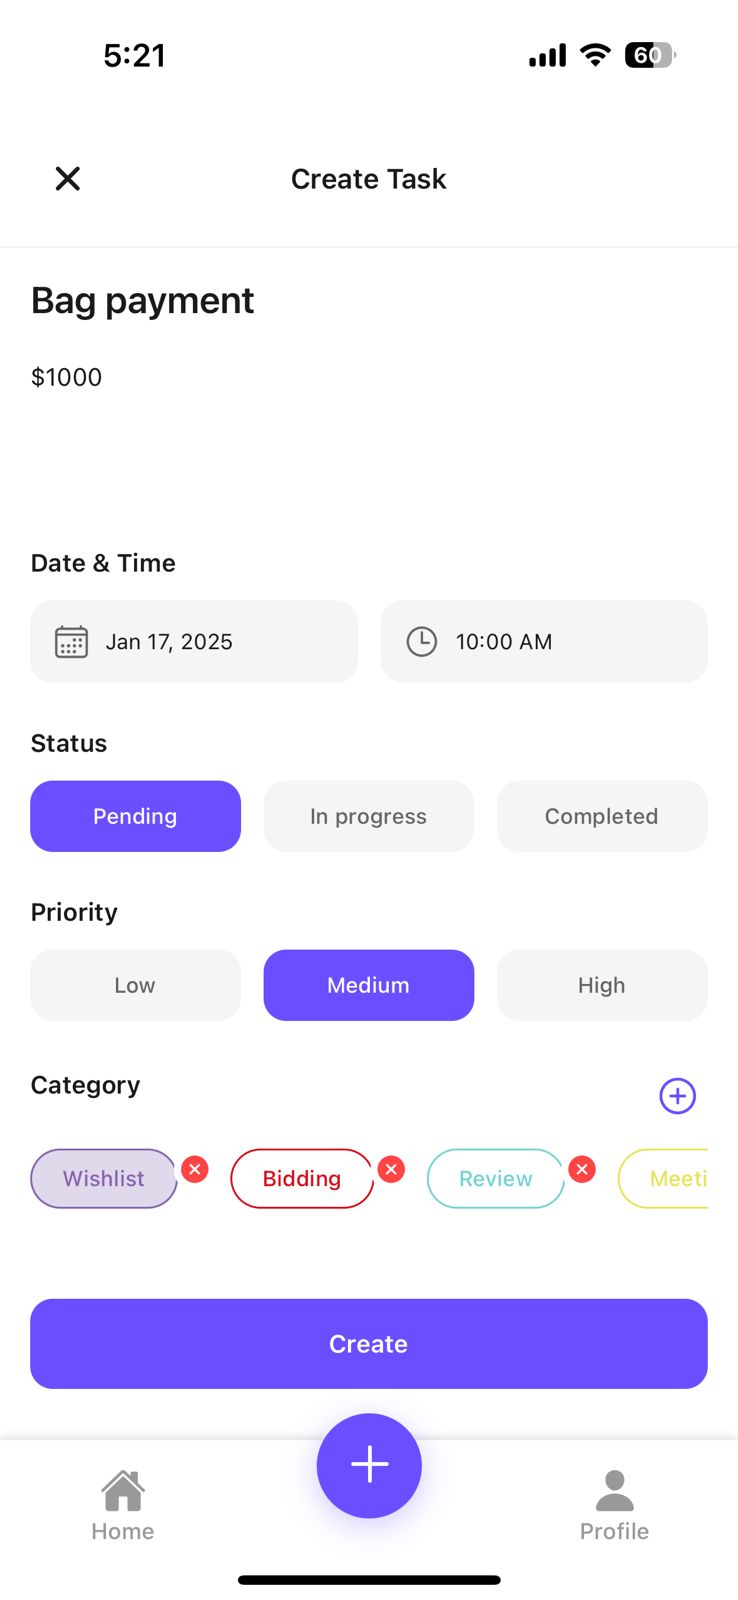 5:21
60
Create Task
Bag payment
$1000
Date & Time
Jan 17, 2025
10:00 AM
Status
Pending
In progress
Completed
Priority
Low
Medium
High
Category
Wishlist
Bidding
Review
Meeti
Create
Home
Profile